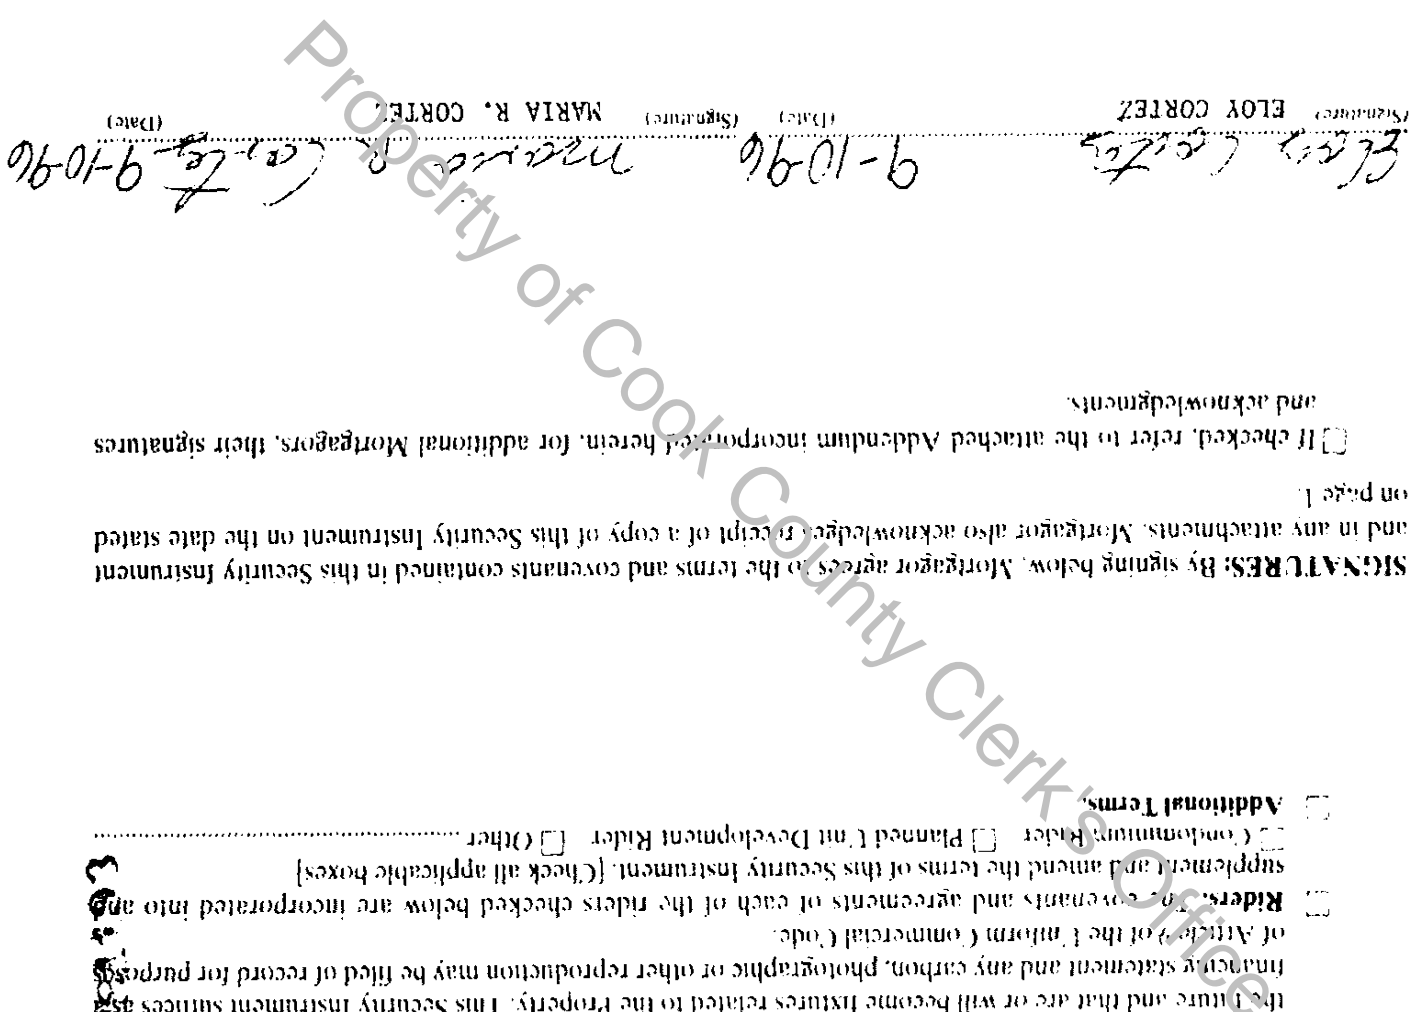 the future and that are or will become fixtures related to the Property. This Security Instrument suffices as a
financing statement and any carbon, photographic or other reproduction may be filed of record for purposes
of Article 9 of the Uniform Commercial Code.
☐ Riders. The covenants and agreements of each of the riders checked below are incorporated into and
supplement and amend the terms of this Security Instrument. [Check all applicable boxes]
☐ Condominium Rider ☐ Planned Unit Development Rider ☐ Other
☐ Additional Terms.
SIGNATURES: By signing below, Mortgagor agrees to the terms and covenants contained in this Security Instrument
and in any attachments. Mortgagor also acknowledges receipt of a copy of this Security Instrument on the date stated
on page 1.
☐ If checked, refer to the attached Addendum incorporated herein, for additional Mortgagors, their signatures
and acknowledgments.
Eloy Cortez 9-10-96 Maria R Cortez 9-10-96
(Signature) ELOY CORTEZ (Date) (Signature) MARIA R. CORTEZ (Date)
Property of Cook County Clerk's Office